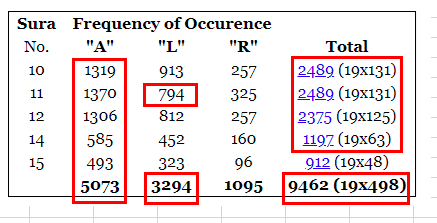 Sura Frequency of Occurence
No. "A" "L" "R" Total
10 1319 913 257 2489 (19x131)
11 1370 794 325 2489 (19x131)
12 1306 812 257 2375 (19x125)
14 585 452 160 1197 (19x63)
15 493 323 96 912 (19x48)
5073 3294 1095 9462 (19x498)